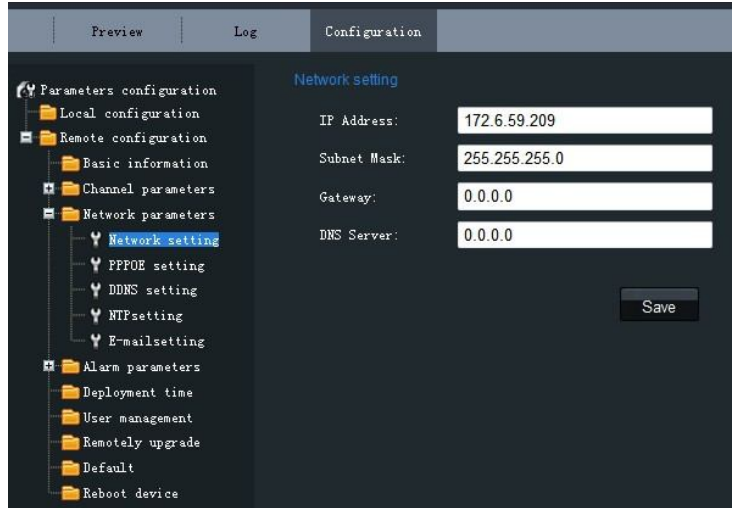 Preview Log Configuration
Parameters configuration
Local configuration
Remote configuration
Basic information
Channel parameters
Network parameters
Network setting
PPPOE setting
DDNS setting
NTPsetting
E-mailsetting
Alarm parameters
Deployment time
User management
Remotely upgrade
Default
Reboot device
Network setting
IP Address: 172.6.59.209
Subnet Mask: 255.255.255.0
Gateway: 0.0.0.0
DNS Server: 0.0.0.0
Save